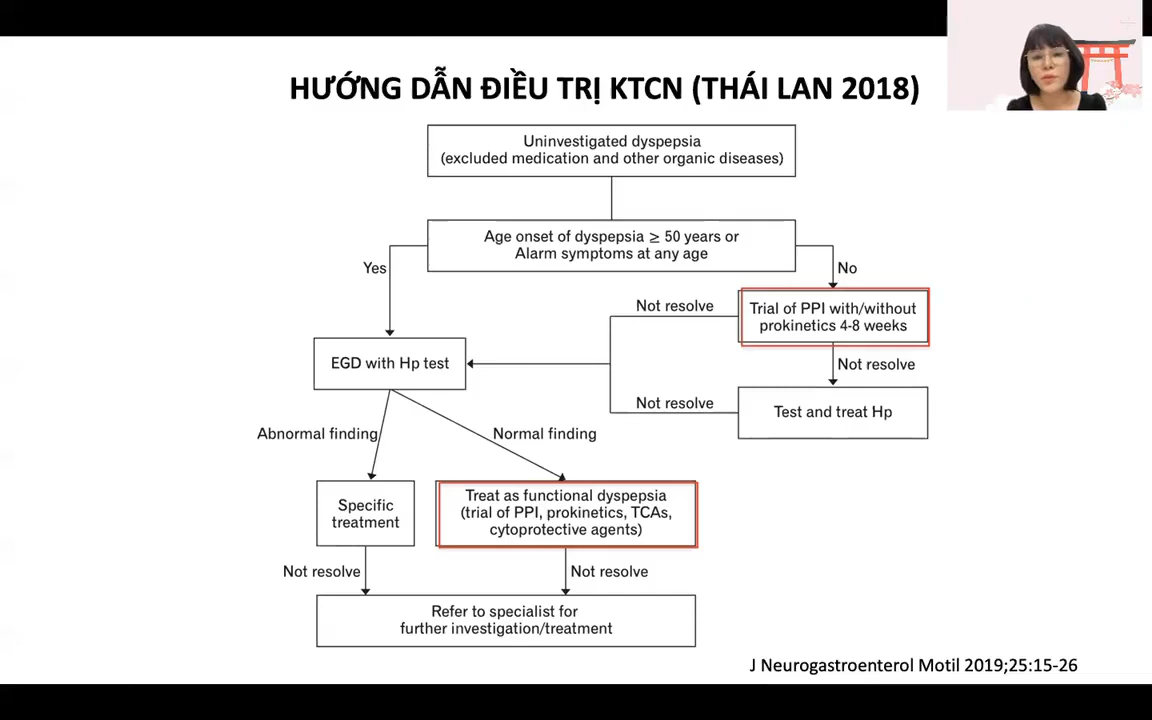 HƯỚNG DẪN ĐIỀU TRỊ KTCN (THÁI LAN 2018)
Uninvestigated dyspepsia
(excluded medication and other organic diseases)
Age onset of dyspepsia ≥ 50 years or
Alarm symptoms at any age
Yes
No
Not resolve
Trial of PPI with/without
prokinetics 4-8 weeks
EGD with Hp test
Not resolve
Not resolve
Test and treat Hp
Abnormal finding
Normal finding
Specific
treatment
Treat as functional dyspepsia
(trial of PPI, prokinetics, TCAs,
cytoprotective agents)
Not resolve
Not resolve
Refer to specialist for
further investigation/treatment
J Neurogastroenterol Motil 2019;25:15-26